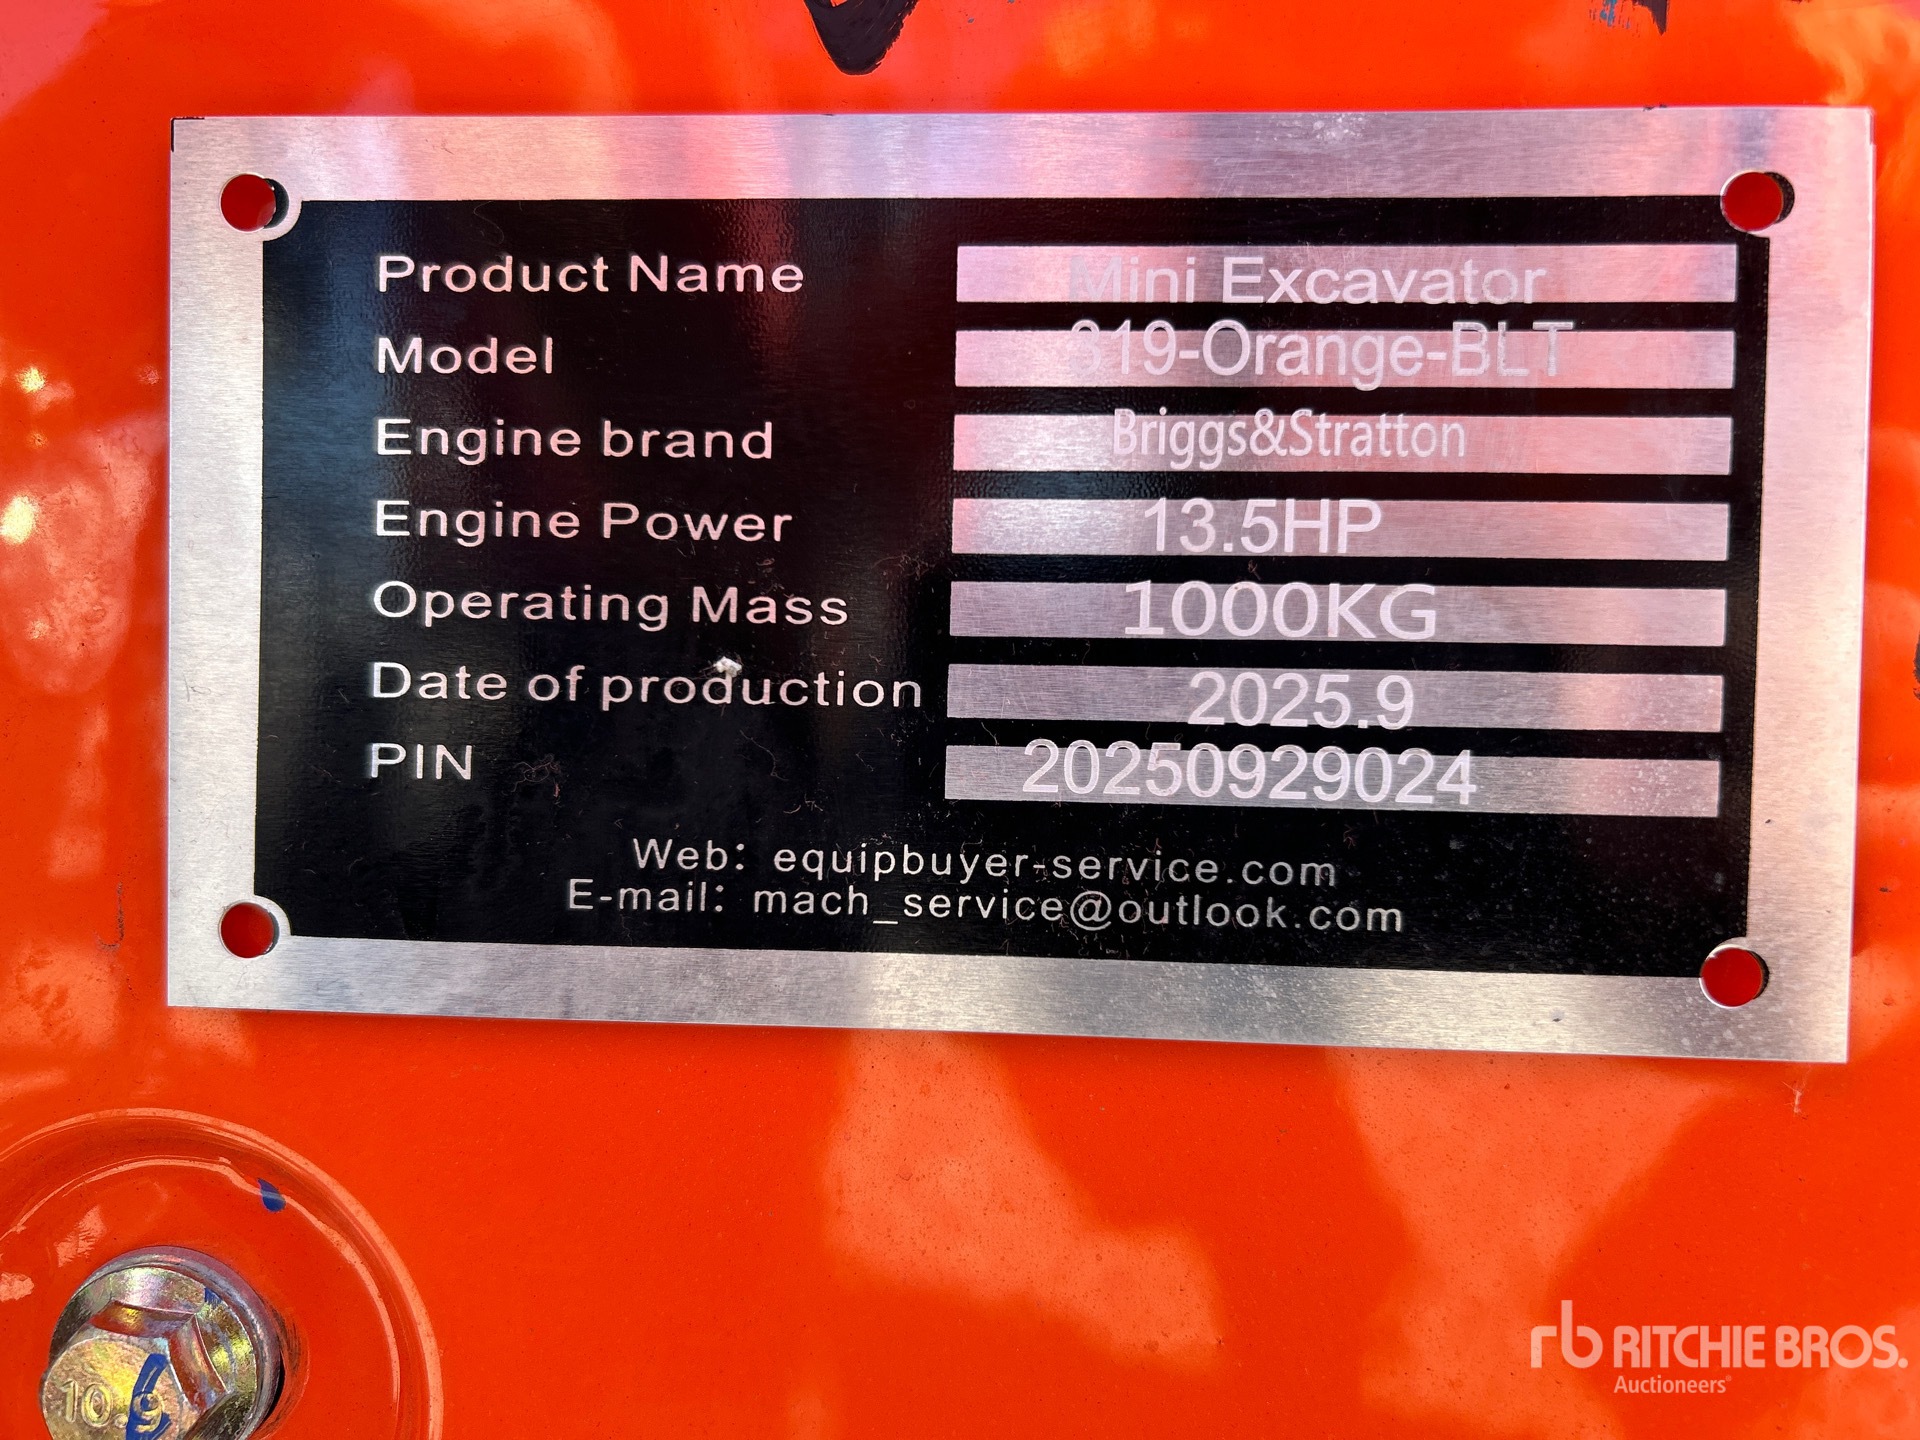 Product Name Mini Excavator
Model 319-Orange-BLT
Engine brand Briggs&Stratton
Engine Power 13.5HP
Operating Mass 1000KG
Date of production 2025.9
PIN 20250929024
Web: equipbuyer-service.com
E-mail: mach_service@outlook.com
10.9
rb RITCHIE BROS.
Auctioneers